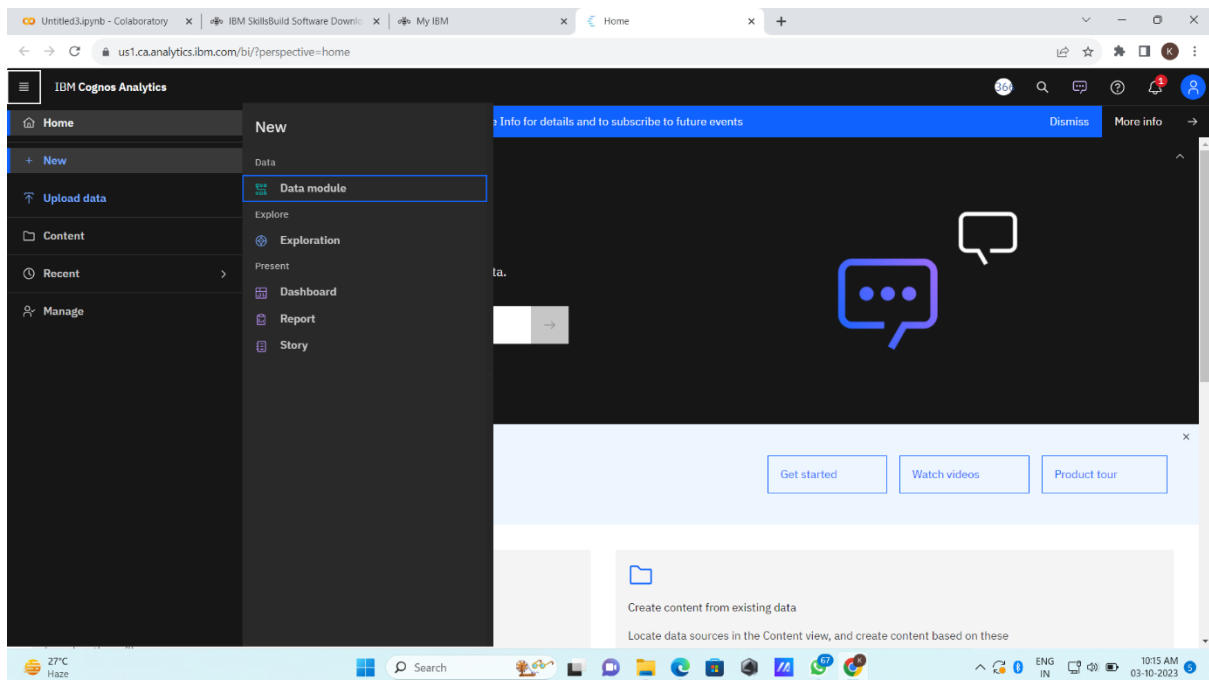 Untitled3.ipynb - Colaboratory
IBM SkillsBuild Software Downlo
My IBM
Home
us1.ca.analytics.ibm.com/bi/?perspective=home
K
IBM Cognos Analytics
366
1
Home
New
Info for details and to subscribe to future events
Dismiss
More info
New
Data
Upload data
Data module
Explore
Content
Exploration
Recent
Present
ta.
Dashboard
Manage
Report
Story
Get started
Watch videos
Product tour
Create content from existing data
Locate data sources in the Content view, and create content based on these
27°C
Haze
Search
67
K
ENG
IN
10:15 AM
03-10-2023
5